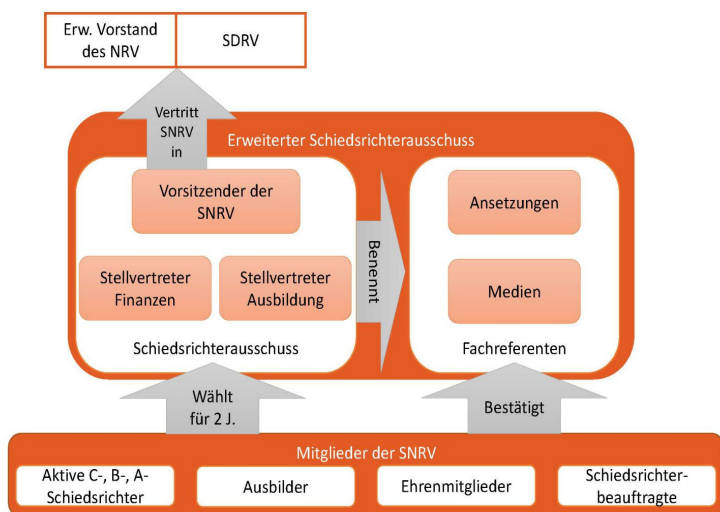 Erw. Vorstand
des NRV
SDRV
Vertritt
SNRV
in
Erweiterter Schiedsrichterausschuss
Vorsitzender der
SNRV
Stellvertreter
Finanzen
Stellvertreter
Ausbildung
Schiedsrichterausschuss
Benennt
Ansetzungen
Medien
Fachreferenten
Wählt
für 2 J.
Bestätigt
Mitglieder der SNRV
Aktive C-, B-, A-
Schiedsrichter
Ausbilder
Ehrenmitglieder
Schiedsrichter-
beauftragte